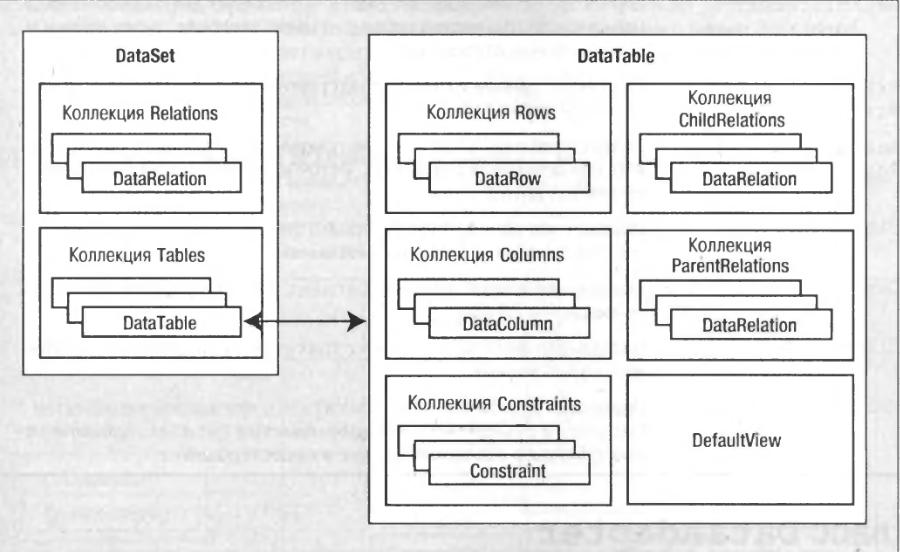 DataSet
Коллекция Relations
DataRelation
Коллекция Tables
DataTable
DataTable
Коллекция Rows
DataRow
Коллекция
ChildRelations
DataRelation
Коллекция Columns
DataColumn
Коллекция
ParentRelations
DataRelation
Коллекция Constraints
Constraint
DefaultView